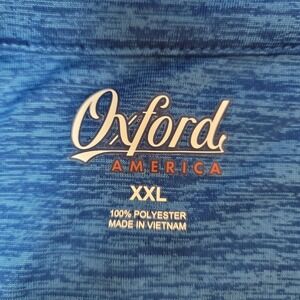 Oxford
AMERICA
XXL
100% POLYESTER
MADE IN VIETNAM